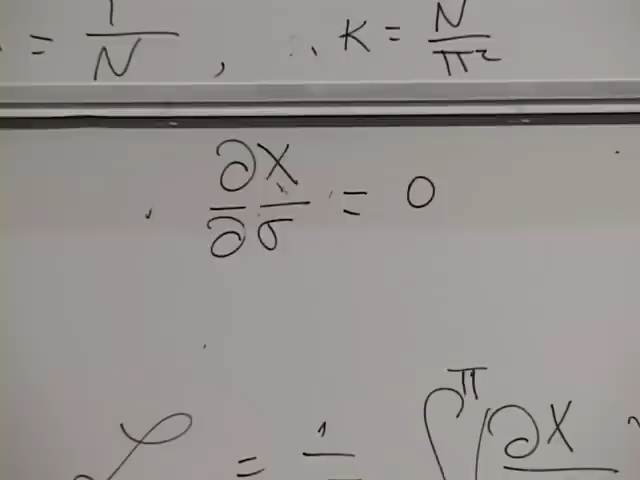 = 1/N , ∴ K = N/π²
∂X/∂σ = 0
ℒ = 1 ∫^π (∂X